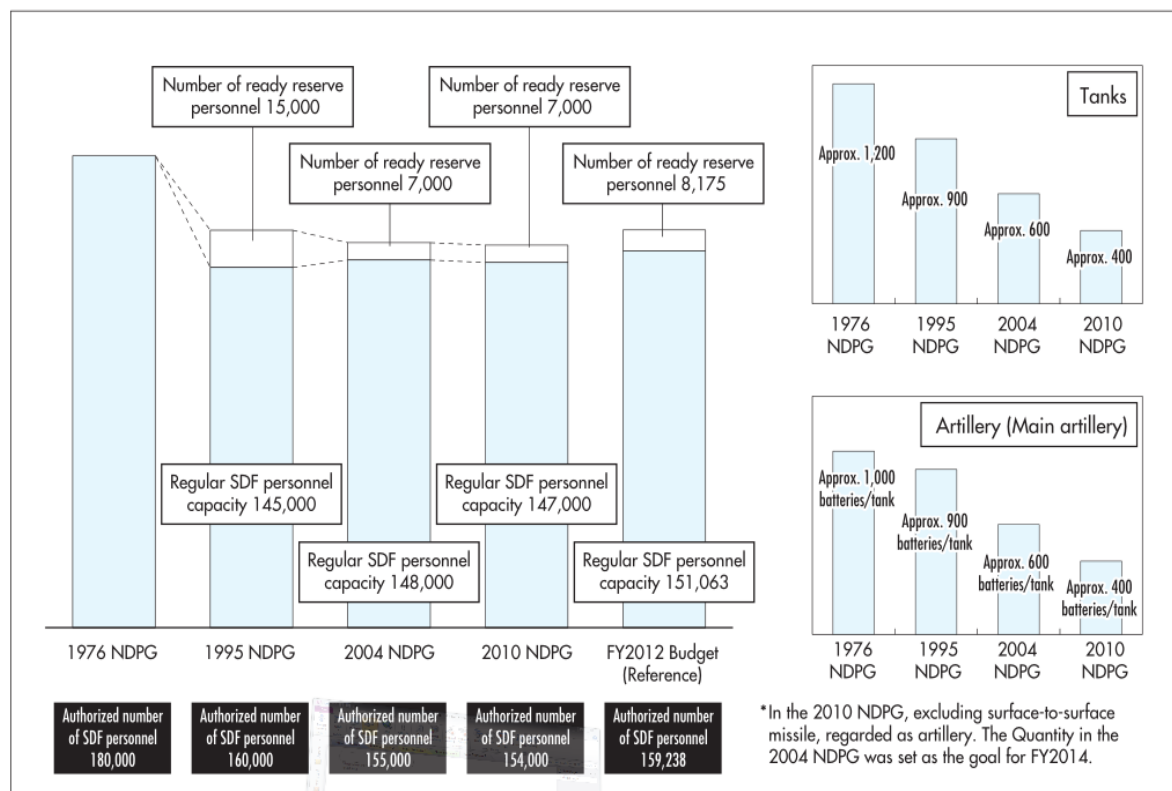 Number of ready reserve
personnel 15,000
Number of ready reserve
personnel 7,000
Number of ready reserve
personnel 7,000
Number of ready reserve
personnel 8,175
Regular SDF personnel
capacity 145,000
Regular SDF personnel
capacity 148,000
Regular SDF personnel
capacity 147,000
Regular SDF personnel
capacity 151,063
1976 NDPG
1995 NDPG
2004 NDPG
2010 NDPG
FY2012 Budget
(Reference)
Authorized number
of SDF personnel
180,000
Authorized number
of SDF personnel
160,000
Authorized number
of SDF personnel
155,000
Authorized number
of SDF personnel
154,000
Authorized number
of SDF personnel
159,238
Tanks
Approx. 1,200
Approx. 900
Approx. 600
Approx. 400
1976
NDPG
1995
NDPG
2004
NDPG
2010
NDPG
Artillery (Main artillery)
Approx. 1,000
batteries/tank
Approx. 900
batteries/tank
Approx. 600
batteries/tank
Approx. 400
batteries/tank
1976
NDPG
1995
NDPG
2004
NDPG
2010
NDPG
*In the 2010 NDPG, excluding surface-to-surface
missile, regarded as artillery. The Quantity in the
2004 NDPG was set as the goal for FY2014.